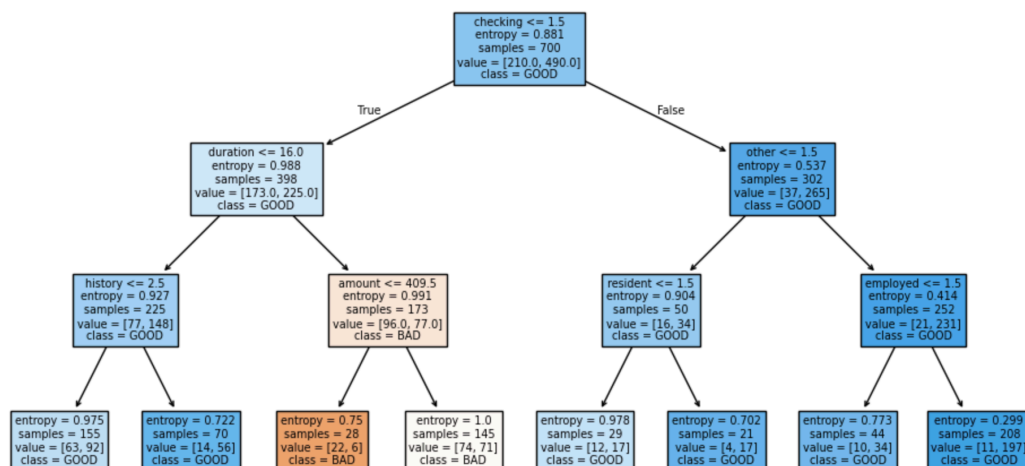 checking <= 1.5
entropy = 0.881
samples = 700
value = [210.0, 490.0]
class = GOOD
True
False
duration <= 16.0
entropy = 0.988
samples = 398
value = [173.0, 225.0]
class = GOOD
other <= 1.5
entropy = 0.537
samples = 302
value = [37, 265]
class = GOOD
history <= 2.5
entropy = 0.927
samples = 225
value = [77, 148]
class = GOOD
amount <= 409.5
entropy = 0.991
samples = 173
value = [96.0, 77.0]
class = BAD
resident <= 1.5
entropy = 0.904
samples = 50
value = [16, 34]
class = GOOD
employed <= 1.5
entropy = 0.414
samples = 252
value = [21, 231]
class = GOOD
entropy = 0.975
samples = 155
value = [63, 92]
class = GOOD
entropy = 0.722
samples = 70
value = [14, 56]
class = GOOD
entropy = 0.75
samples = 28
value = [22, 6]
class = BAD
entropy = 1.0
samples = 145
value = [74, 71]
class = BAD
entropy = 0.978
samples = 29
value = [12, 17]
class = GOOD
entropy = 0.702
samples = 21
value = [4, 17]
class = GOOD
entropy = 0.773
samples = 44
value = [10, 34]
class = GOOD
entropy = 0.299
samples = 208
value = [11, 197]
class = GOOD